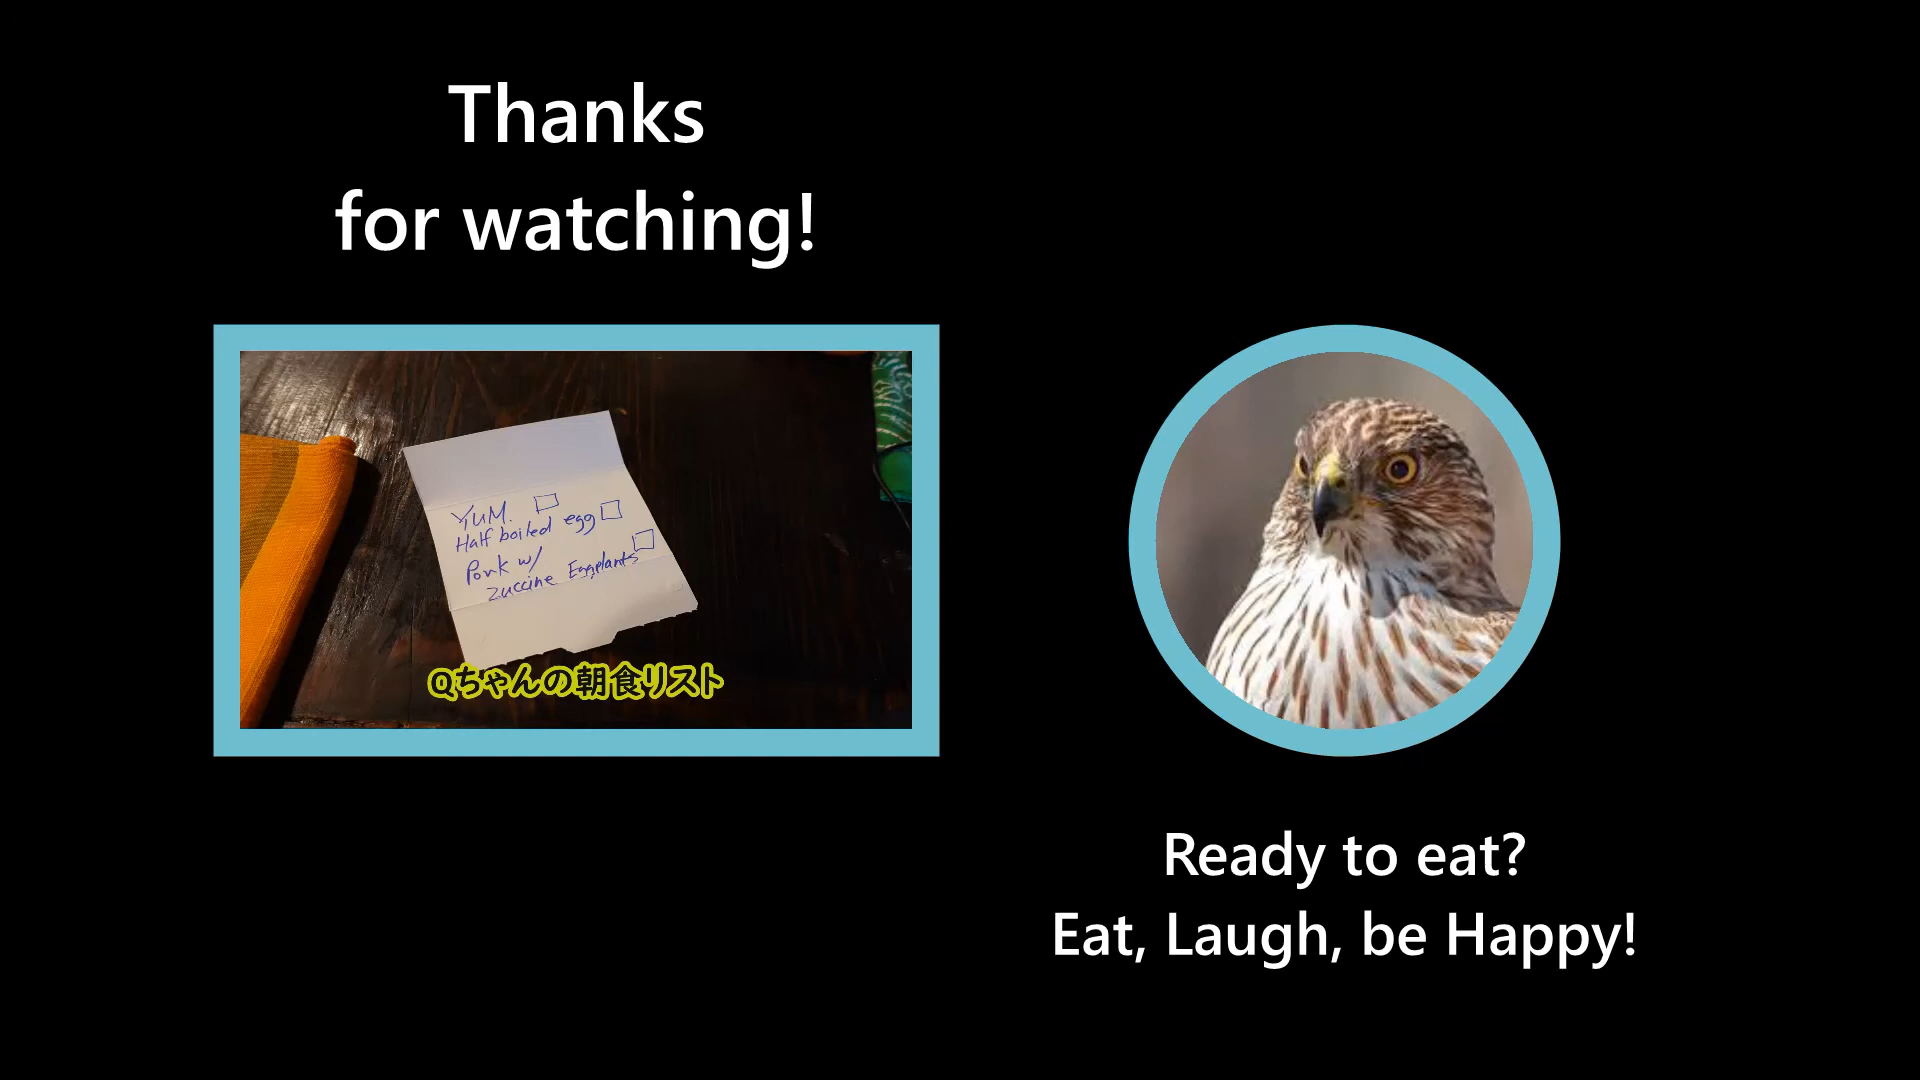 Thanks
for watching!
YUM.
Half boiled egg
Pork w/
zuccine Eggplants
Qちゃんの朝食リスト
Ready to eat?
Eat, Laugh, be Happy!